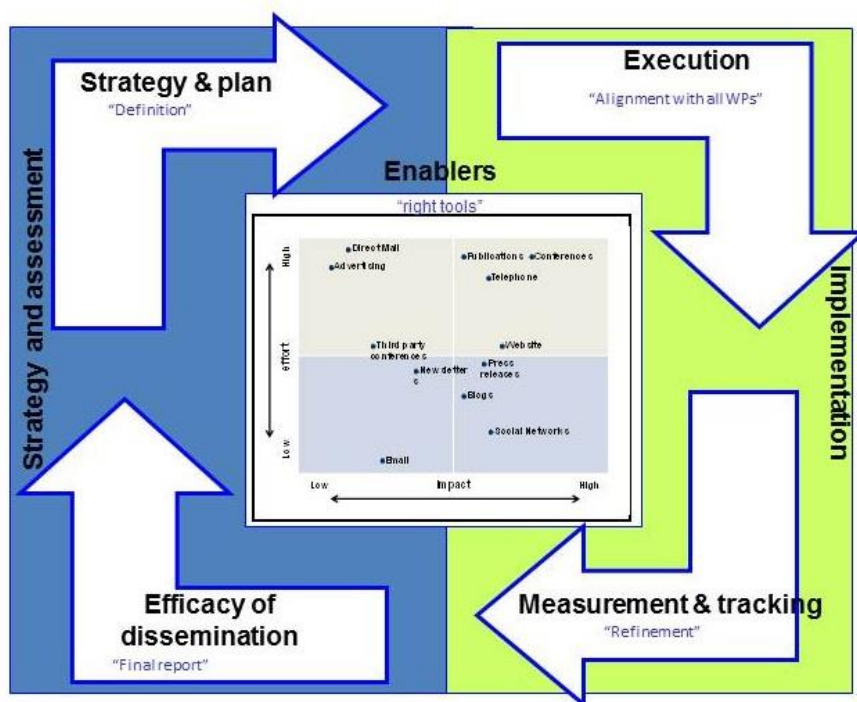 Strategy & plan
"Definition"
Execution
"Alignment with all WPs"
Strategy and assessment
Enablers
"right tools"
High
effort
Low
Direct Mail
Advertising
Publications
Conferences
Telephone
Third party
conferences
Website
Newsletter
s
Press
releases
Blogs
Social Networks
Email
Low
Impact
High
Implementation
Efficacy of
dissemination
"Final report"
Measurement & tracking
"Refinement"